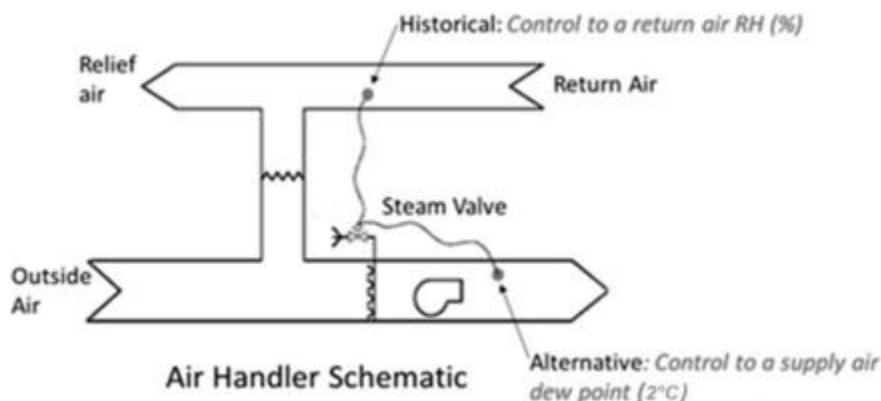 Historical: Control to a return air RH (%)
Relief
air
Return Air
Steam Valve
Outside
Air
Alternative: Control to a supply air
dew point (2°C)
Air Handler Schematic